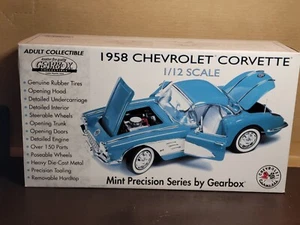 ADULT COLLECTIBLE
GEARBOX
1958 CHEVROLET CORVETTE
1/12 SCALE
• Genuine Rubber Tires
• Opening Hood
• Detailed Undercarriage
• Detailed Interior
• Steerable Wheels
• Opening Trunk
• Opening Doors
• Detailed Engine
• Over 150 Parts
• Poseable Wheels
• Heavy Die-Cast Metal
• Precision Tooling
• Removable Hardtop
Mint Precision Series by Gearbox